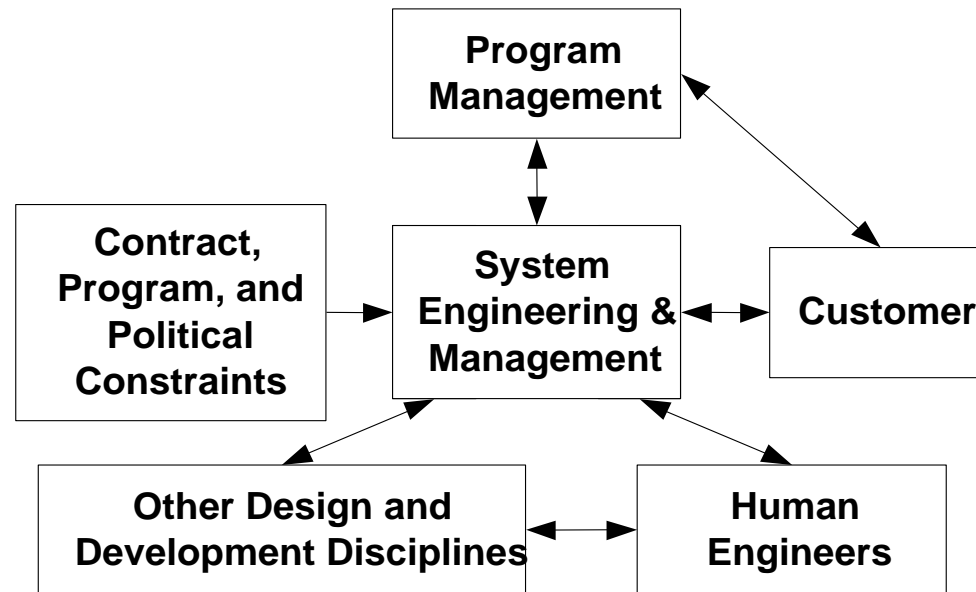 Program
Management
Contract,
Program, and
Political
Constraints
System
Engineering &
Management
Customer
Other Design and
Development Disciplines
Human
Engineers